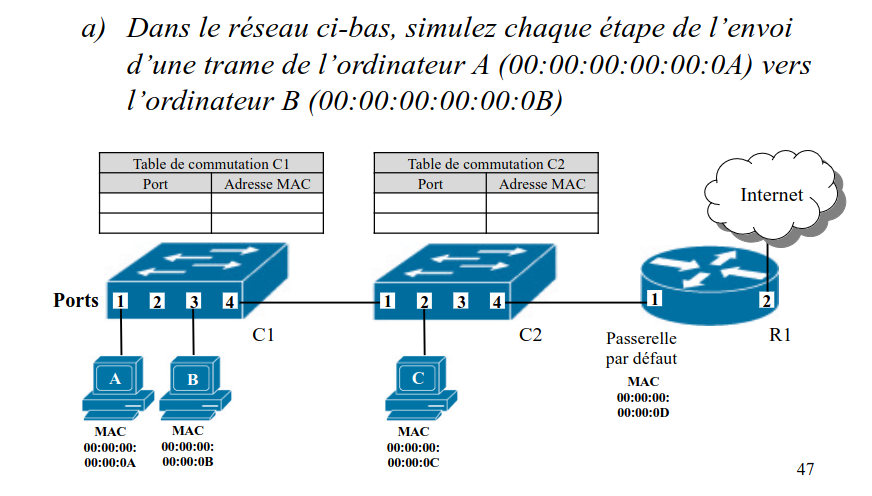 a) Dans le réseau ci-bas, simulez chaque étape de l’envoi
d’une trame de l’ordinateur A (00:00:00:00:00:0A) vers
l’ordinateur B (00:00:00:00:00:0B)
Table de commutation C1
Port Adresse MAC
Table de commutation C2
Port Adresse MAC
Internet
Ports 1 2 3 4
1 2 3 4
1 2
C1
C2
Passerelle
par défaut
R1
MAC
00:00:00:
00:00:0D
A
B
C
MAC
00:00:00:
00:00:0A
MAC
00:00:00:
00:00:0B
MAC
00:00:00:
00:00:0C
47